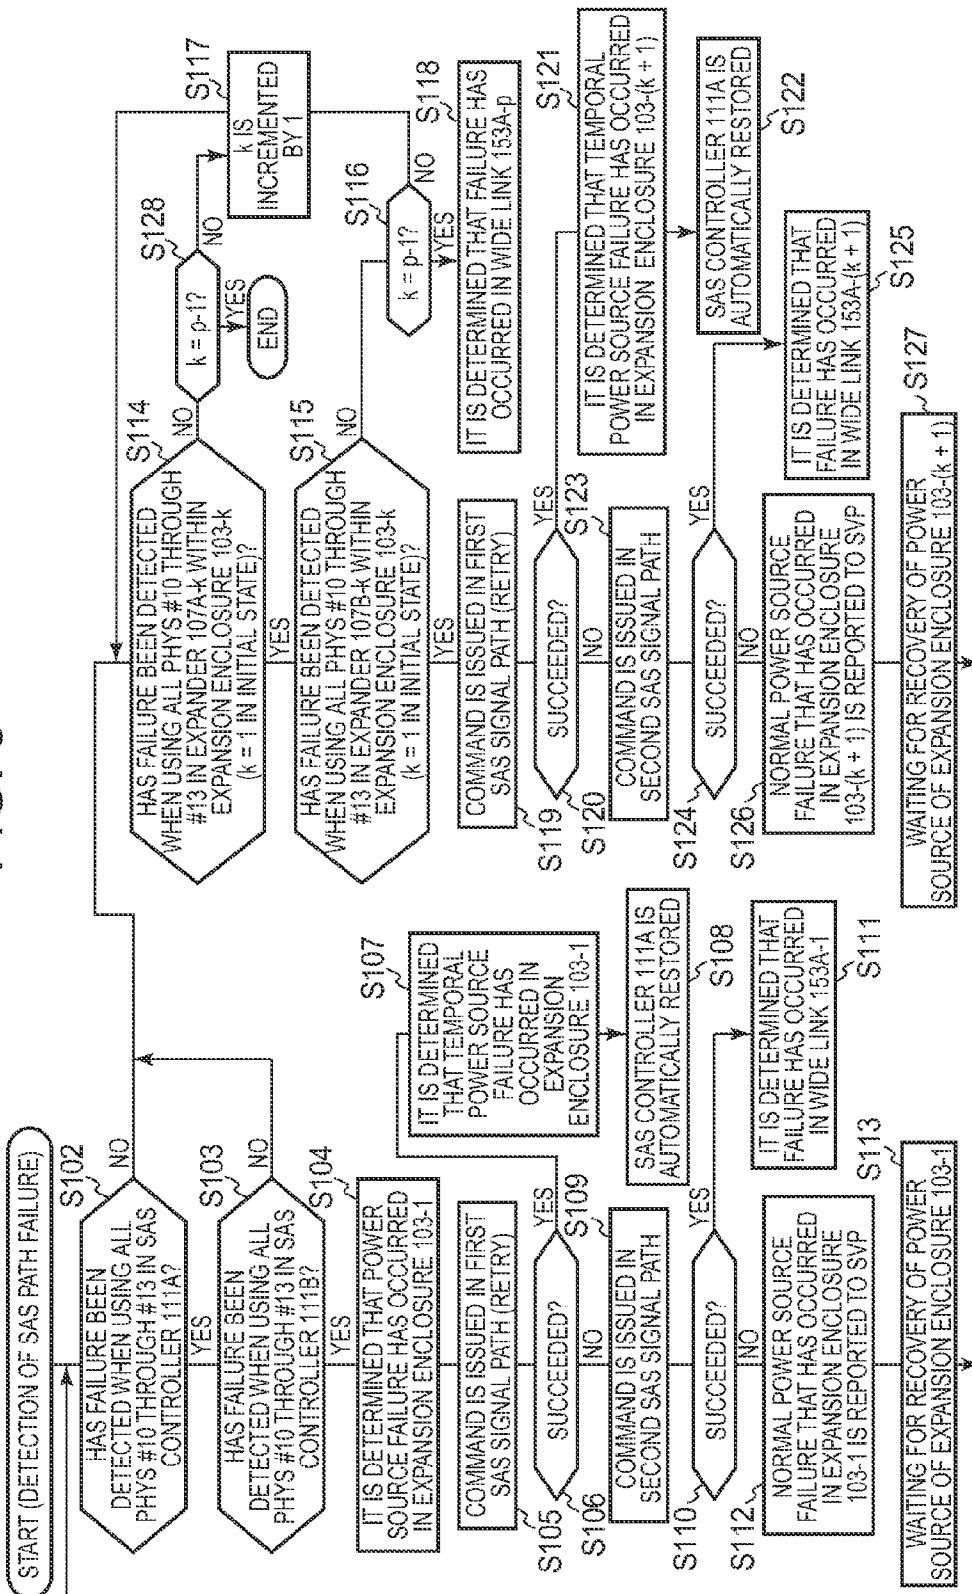 START (DETECTION OF SAS PATH FAILURE)
S102
HAS FAILURE BEEN
DETECTED WHEN USING ALL
PHYS #10 THROUGH #13 IN SAS
CONTROLLER 111A?
NO
YES
S103
HAS FAILURE BEEN
DETECTED WHEN USING ALL
PHYS #10 THROUGH #13 IN SAS
CONTROLLER 111B?
NO
YES
S104
IT IS DETERMINED THAT POWER
SOURCE FAILURE HAS OCCURRED
IN EXPANSION ENCLOSURE 103-1
COMMAND IS ISSUED IN FIRST
SAS SIGNAL PATH (RETRY)
S105
SUCCEDED?
S106
YES
NO
S107
IT IS DETERMINED
THAT TEMPORAL
POWER SOURCE
FAILURE HAS
OCCURRED IN
EXPANSION
ENCLOSURE 103-1
SAS CONTROLLER 111A IS
AUTOMATICALLY RESTORED
S108
S109
COMMAND IS ISSUED IN
SECOND SAS SIGNAL PATH
SUCCEDED?
S110
YES
NO
IT IS DETERMINED THAT
FAILURE HAS OCCURRED
IN WIDE LINK 153A-1
S111
S112
NORMAL POWER SOURCE
FAILURE THAT HAS OCCURRED
IN EXPANSION ENCLOSURE
103-1 IS REPORTED TO SVP
S113
WAITING FOR RECOVERY OF POWER
SOURCE OF EXPANSION ENCLOSURE 103-1
S114
HAS FAILURE BEEN DETECTED
WHEN USING ALL PHYS #10 THROUGH
#13 IN EXPANDER 107A-k WITHIN
EXPANSION ENCLOSURE 103-k
(k = 1 IN INITIAL STATE)?
NO
YES
S128
k = p-1?
NO
YES
END
S117
k IS
INCREMENTED
BY 1
S115
HAS FAILURE BEEN DETECTED
WHEN USING ALL PHYS #10 THROUGH
#13 IN EXPANDER 107B-k WITHIN
EXPANSION ENCLOSURE 103-k
(k = 1 IN INITIAL STATE)?
NO
YES
S116
k = p-1?
NO
YES
S118
IT IS DETERMINED THAT FAILURE HAS
OCCURRED IN WIDE LINK 153A-p
COMMAND IS ISSUED IN FIRST
SAS SIGNAL PATH (RETRY)
S119
SUCCEDED?
S120
YES
NO
S121
IT IS DETERMINED THAT TEMPORAL
POWER SOURCE FAILURE HAS OCCURRED
IN EXPANSION ENCLOSURE 103-(k + 1)
SAS CONTROLLER 111A IS
AUTOMATICALLY RESTORED
S122
S123
COMMAND IS ISSUED IN
SECOND SAS SIGNAL PATH
SUCCEDED?
S124
YES
NO
IT IS DETERMINED THAT
FAILURE HAS OCCURRED
IN WIDE LINK 153A-(k + 1)
S125
S126
NORMAL POWER SOURCE
FAILURE THAT HAS OCCURRED
IN EXPANSION ENCLOSURE
103-(k + 1) IS REPORTED TO SVP
S127
WAITING FOR RECOVERY OF POWER
SOURCE OF EXPANSION ENCLOSURE 103-(k + 1)